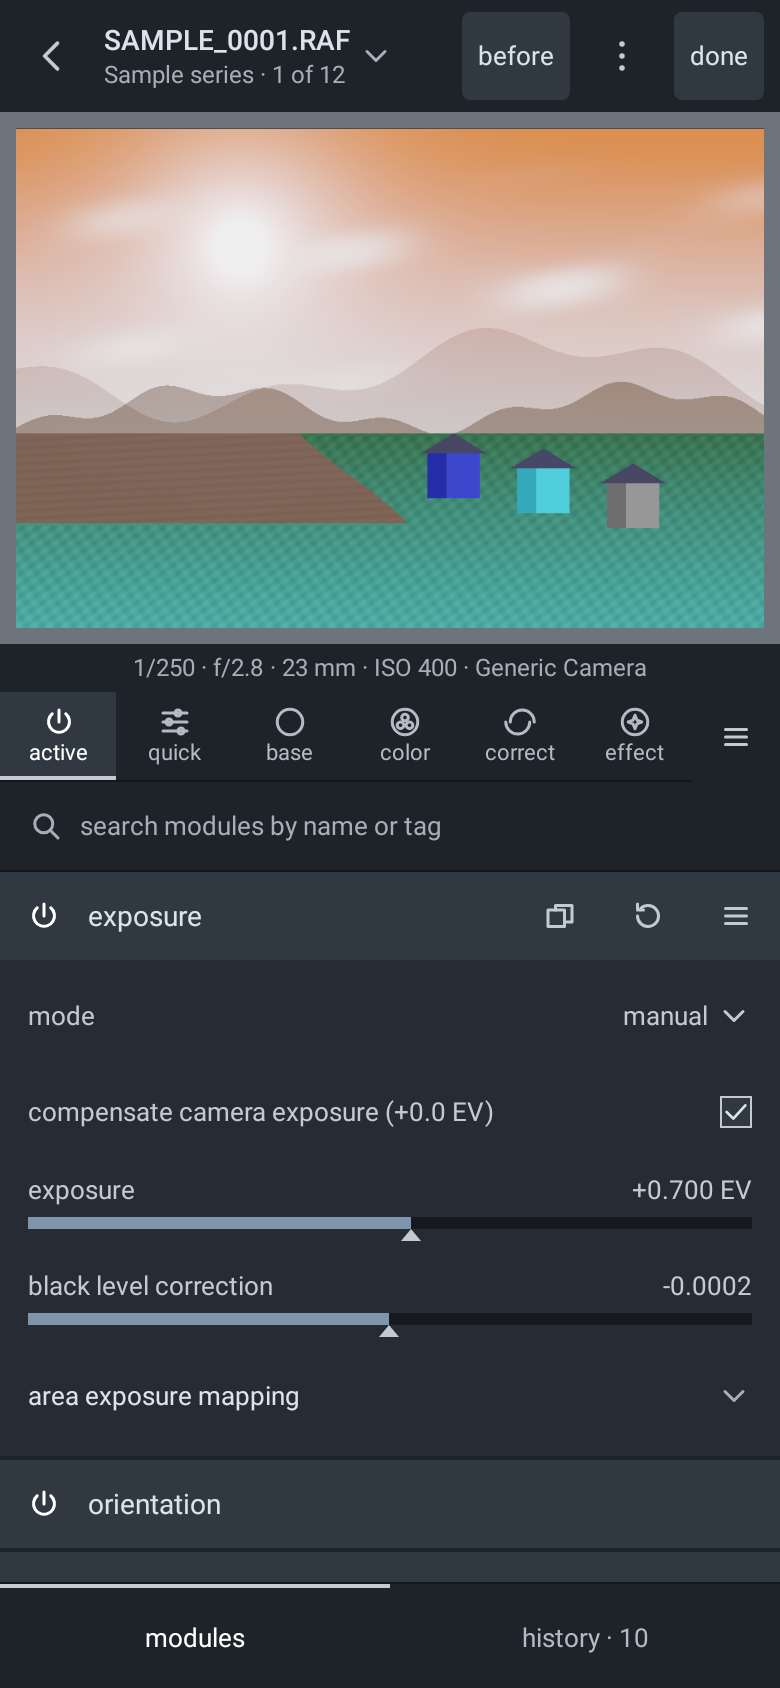 SAMPLE_0001.RAF
Sample series · 1 of 12
before
done
1/250 · f/2.8 · 23 mm · ISO 400 · Generic Camera
active
quick
base
color
correct
effect
search modules by name or tag
exposure
mode
manual
compensate camera exposure (+0.0 EV)
exposure
+0.700 EV
black level correction
-0.0002
area exposure mapping
orientation
modules
history · 10